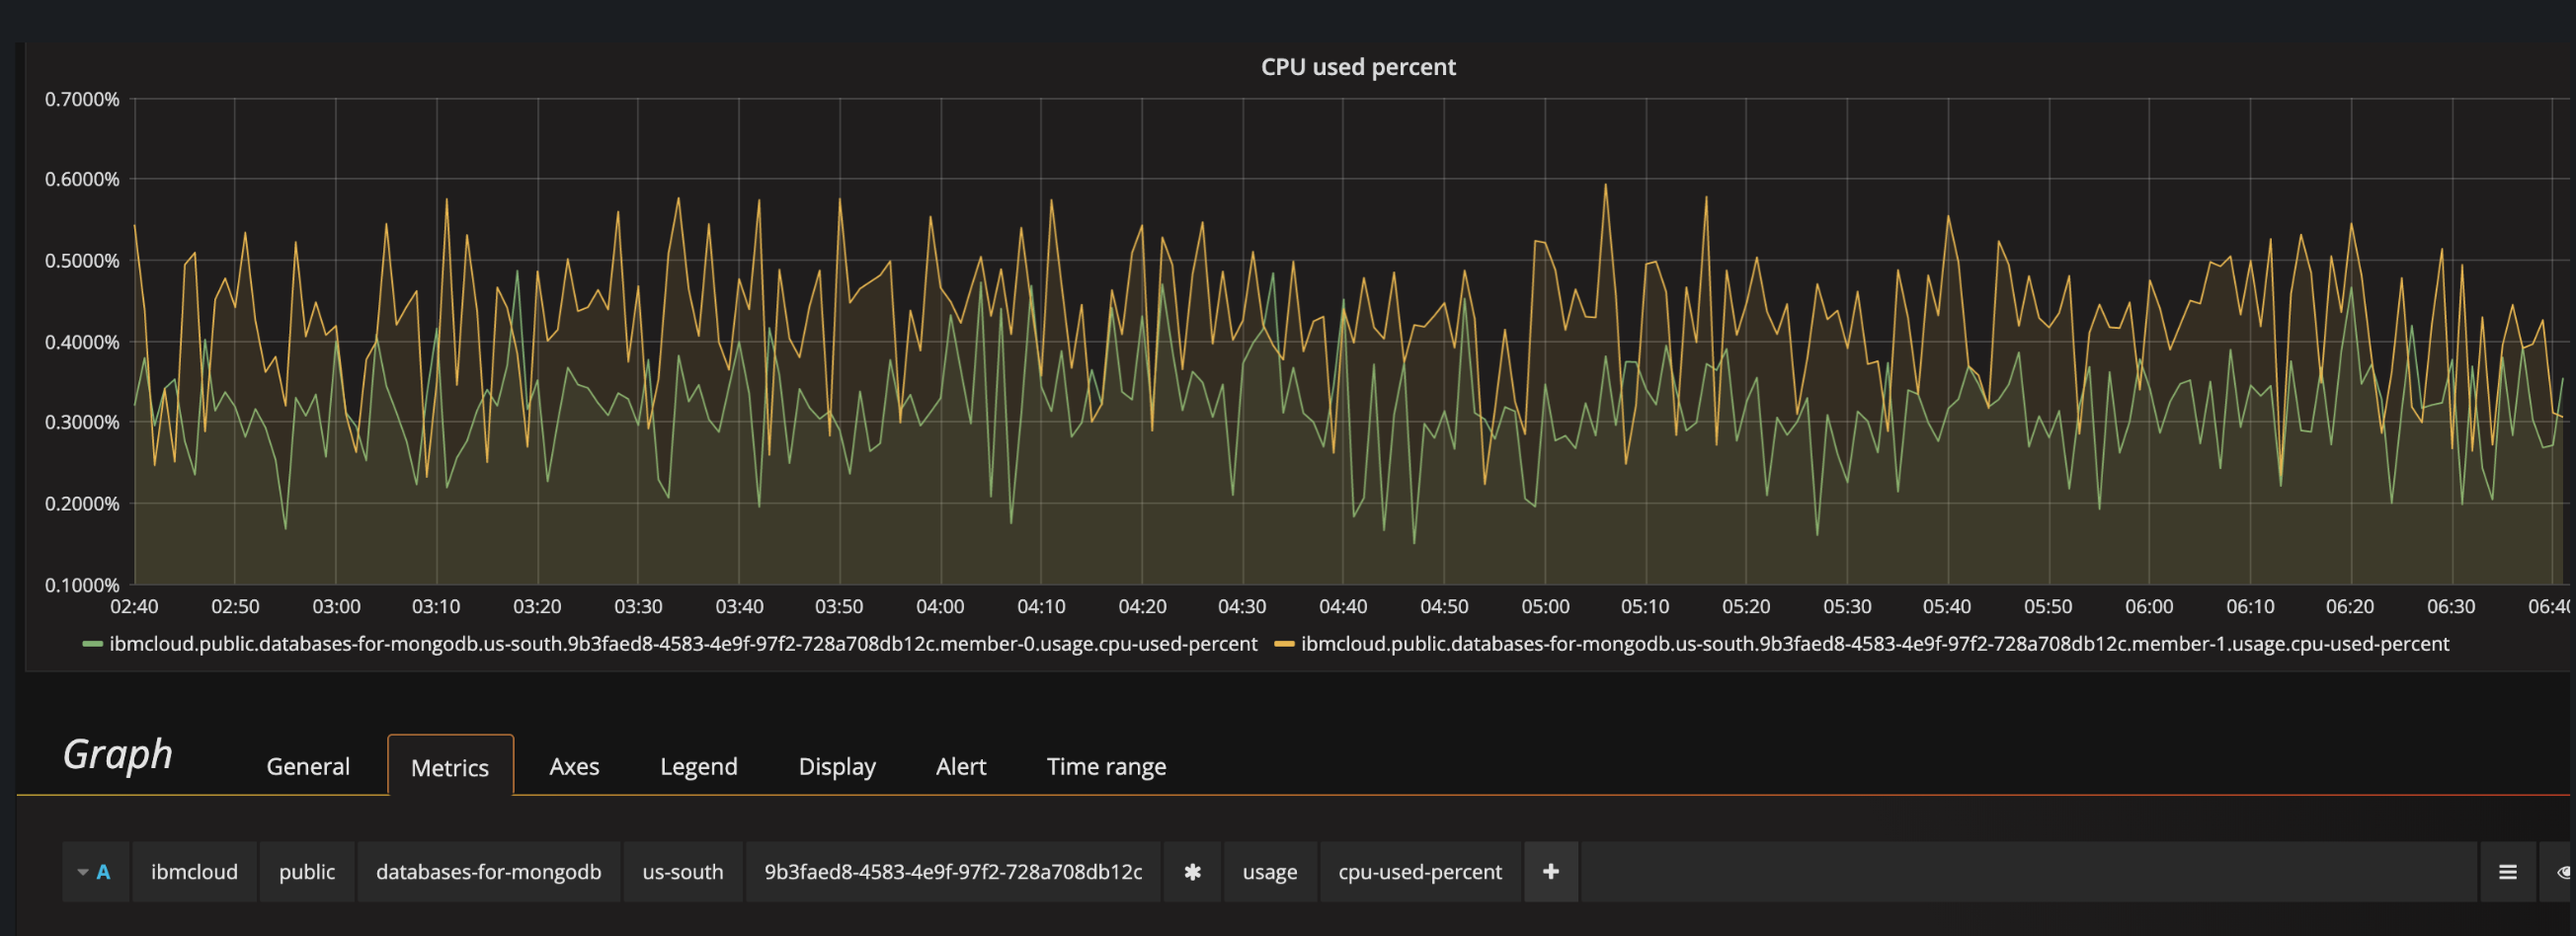 CPU used percent
0.7000%
0.6000%
0.5000%
0.4000%
0.3000%
0.2000%
0.1000%
02:40 02:50 03:00 03:10 03:20 03:30 03:40 03:50 04:00 04:10 04:20 04:30 04:40 04:50 05:00 05:10 05:20 05:30 05:40 05:50 06:00 06:10 06:20 06:30 06:40
ibmcloud.public.databases-for-mongodb.us-south.9b3faed8-4583-4e9f-97f2-728a708db12c.member-0.usage.cpu-used-percent ibmcloud.public.databases-for-mongodb.us-south.9b3faed8-4583-4e9f-97f2-728a708db12c.member-1.usage.cpu-used-percent
Graph General Metrics Axes Legend Display Alert Time range
A ibmcloud public databases-for-mongodb us-south 9b3faed8-4583-4e9f-97f2-728a708db12c * usage cpu-used-percent +